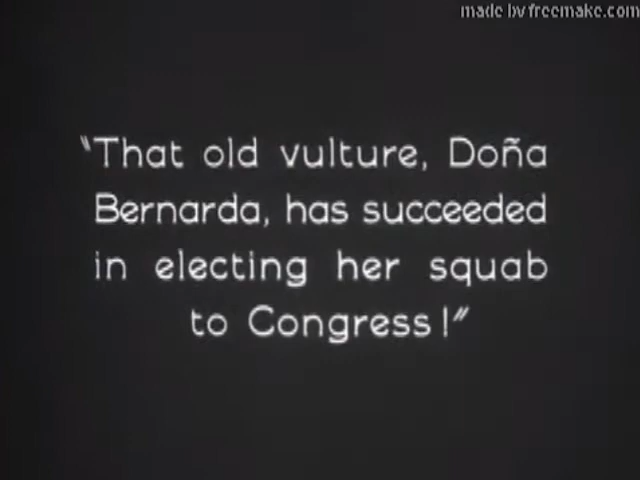 made by freemake.com
"That old vulture, Doña
Bernarda, has succeeded
in electing her squab
to Congress!"